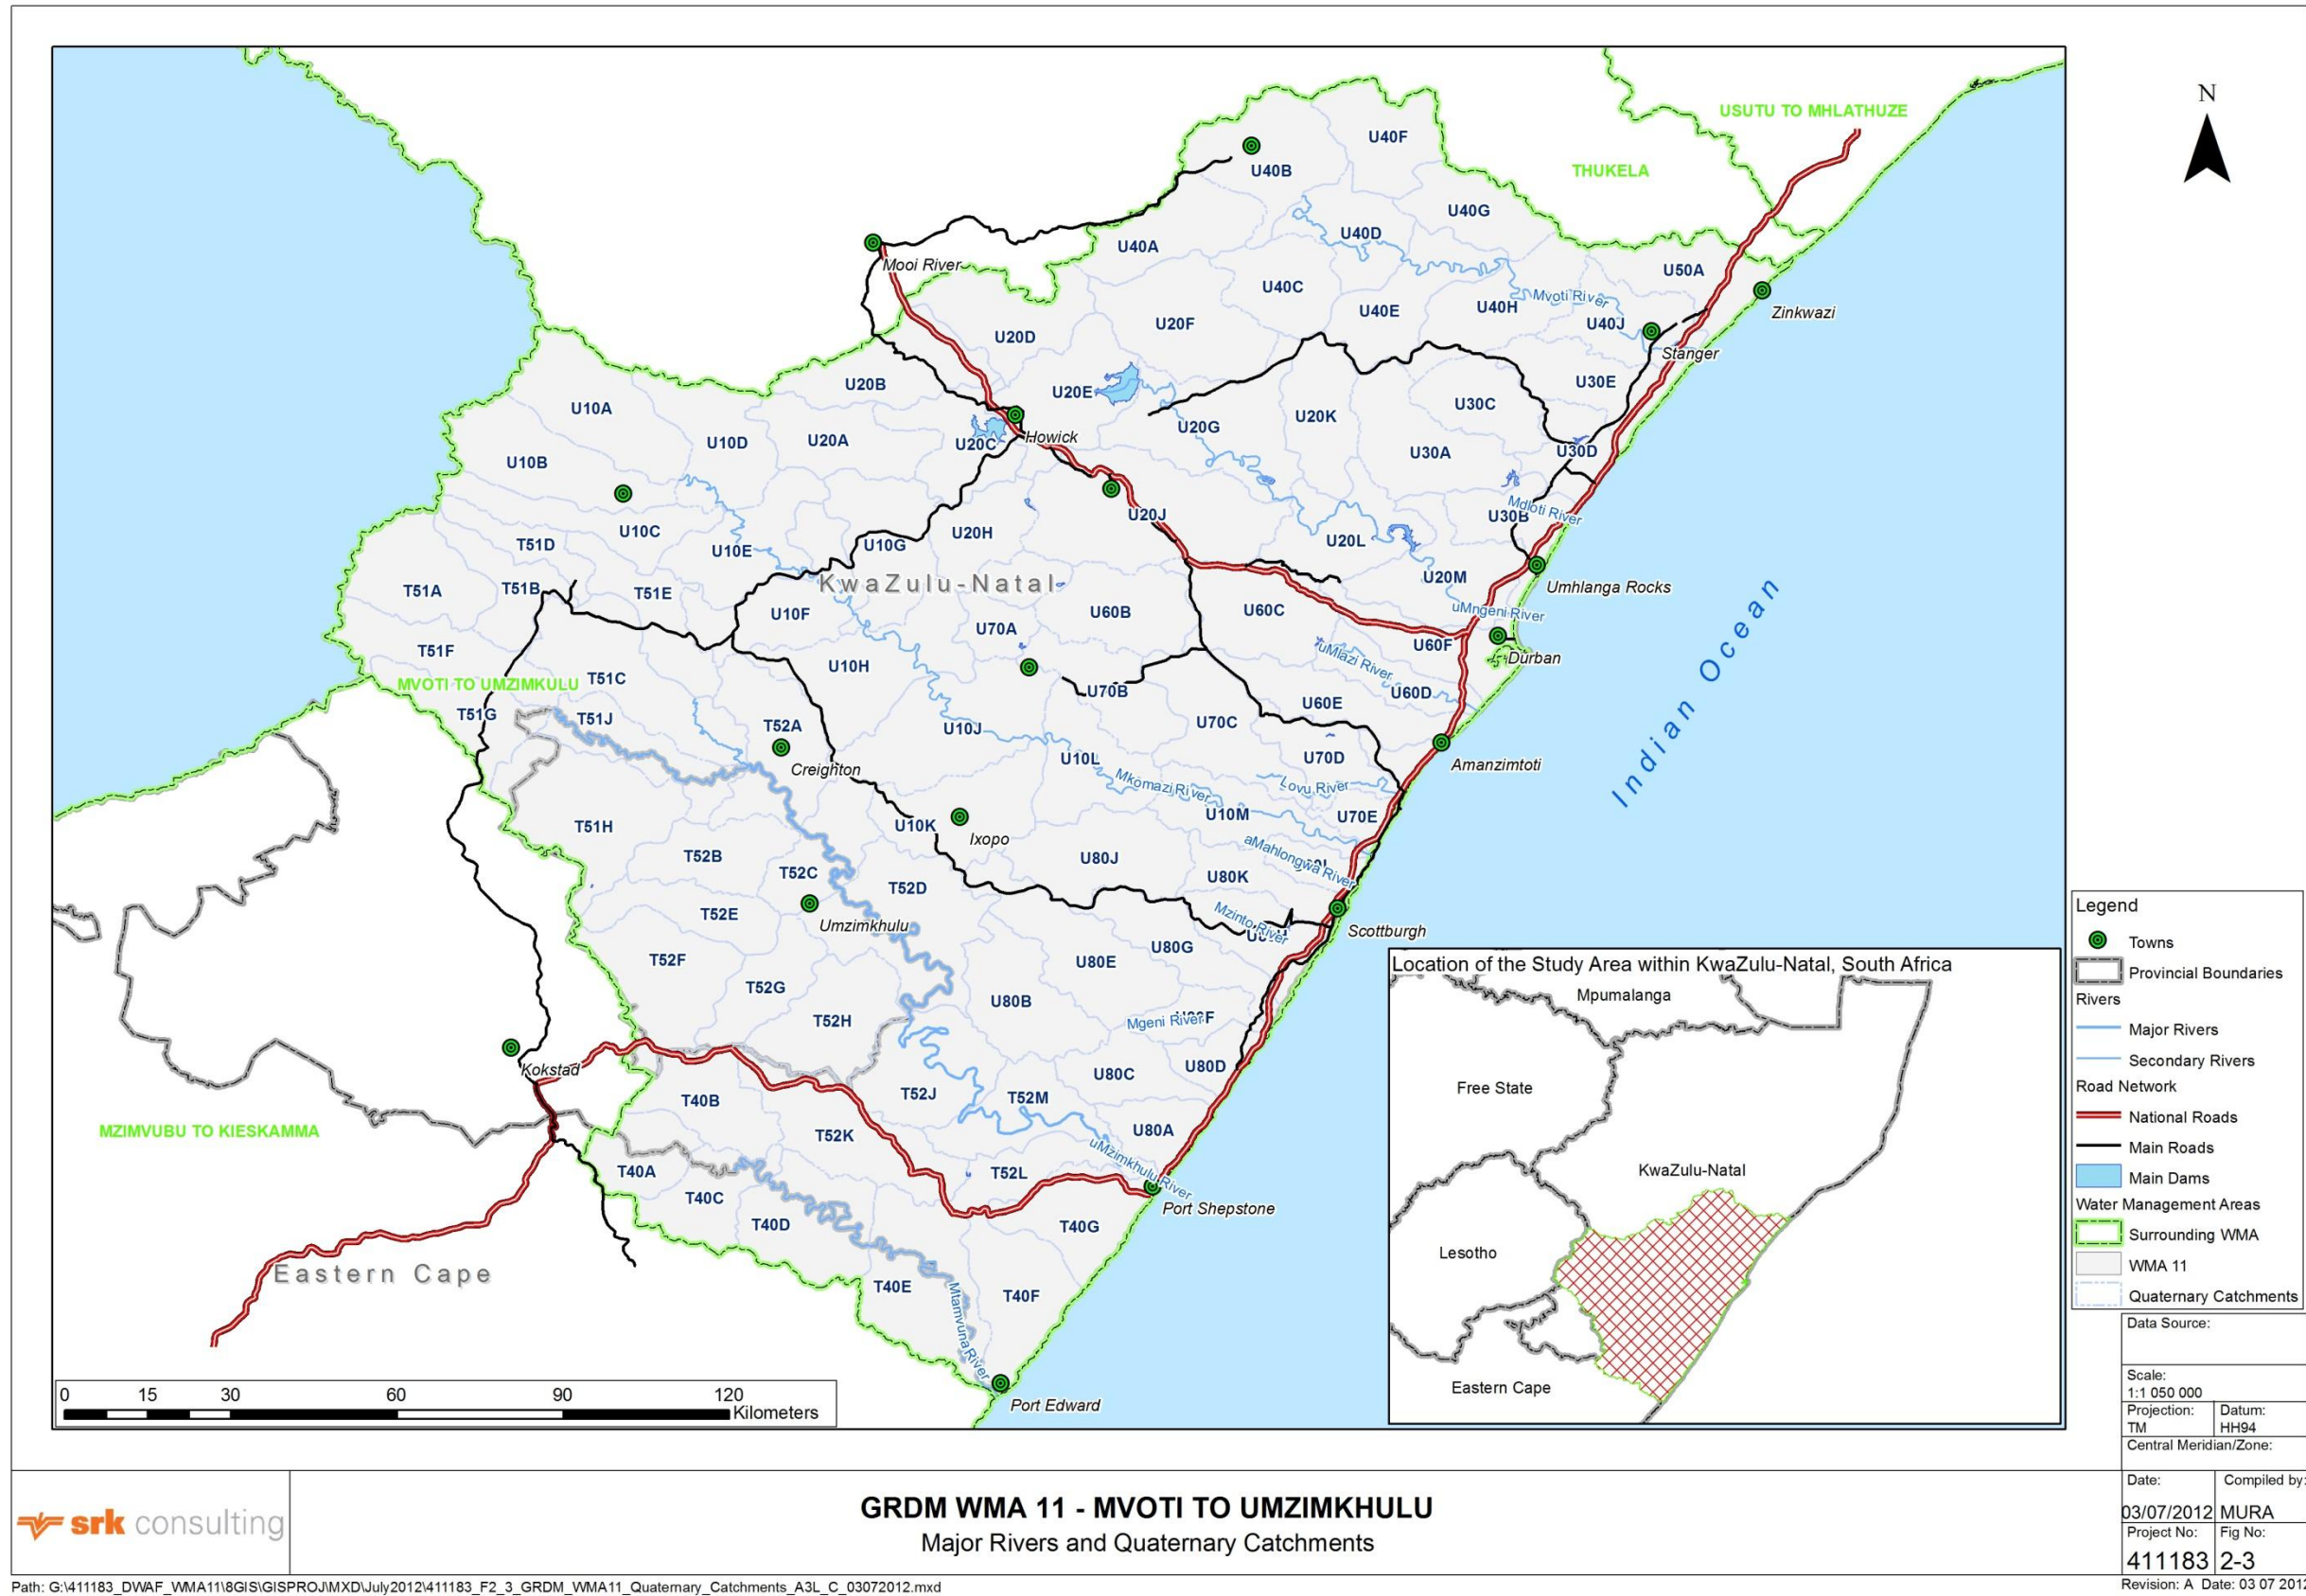 USUTU TO MHLATHUZE
THUKELA
N
U40F
U40B
U40G
U40D
U40A
Mooi River
U50A
U40C
Mvoti River
U40H
U40E
U40J
Zinkwazi
U20F
U20D
Stanger
U20B
U30E
U20E
U10A
U30C
U20K
U20G
Howick
U10D
U20A
U20C
U30A
U30D
U10B
Mdloti River
U20J
U30B
U10C
U20H
U20L
T51D
U10G
U10E
KwaZulu-Natal
U20M
Umhlanga Rocks
T51A
T51B
T51E
U10F
U60B
U60C
uMngeni River
U70A
U60F
T51F
uMlazi River
Durban
U10H
Indian Ocean
MVOTI TO UMZIMKULU
T51C
U70B
U60D
T51G
T51J
T52A
U10J
U70C
U60E
Creighton
U10L
U70D
Amanzimtoti
Mkomazi River
Lovu River
T51H
U10K
U10M
U70E
Ixopo
T52B
U80J
aMahlongwa River
T52C
T52D
U80K
T52E
Umzimkhulu
Mzinto River
Scottburgh
T52F
U80E
U80G
T52G
U80B
T52H
Mgeni River
Kokstad
U80C
U80D
T40B
T52J
T52M
MZIMVUBU TO KIESKAMMA
T52K
U80A
uMzimkhulu River
T40A
T52L
T40C
Port Shepstone
T40D
T40G
Eastern Cape
T40E
T40F
Mtamvuna River
Port Edward
0 15 30 60 90 120
Kilometers
Location of the Study Area within KwaZulu-Natal, South Africa
Mpumalanga
Free State
KwaZulu-Natal
Lesotho
Eastern Cape
Legend
Towns
Provincial Boundaries
Rivers
Major Rivers
Secondary Rivers
Road Network
National Roads
Main Roads
Main Dams
Water Management Areas
Surrounding WMA
WMA 11
Quaternary Catchments
Data Source:
Scale:
1:1 050 000
Projection: Datum:
TM HH94
Central Meridian/Zone:
Date: Compiled by:
03/07/2012 MURA
Project No: Fig No:
411183 2-3
srk consulting
GRDM WMA 11 - MVOTI TO UMZIMKHULU
Major Rivers and Quaternary Catchments
Path: G:\411183_DWAF_WMA11\8GIS\GISPROJ\MXD\July2012\411183_F2_3_GRDM_WMA11_Quaternary_Catchments_A3L_C_03072012.mxd
Revision: A Date: 03 07 2012